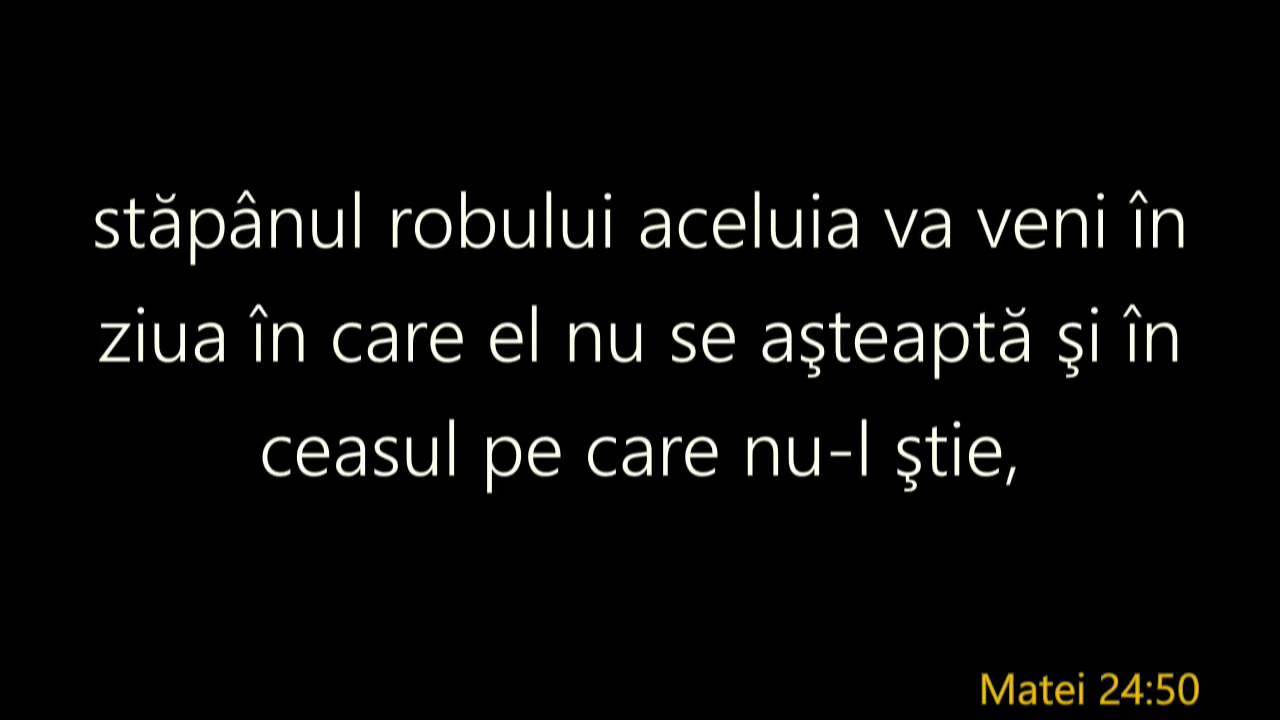 stăpânul robului aceluia va veni în
ziua în care el nu se aşteaptă şi în
ceasul pe care nu-l ştie,
Matei 24:50